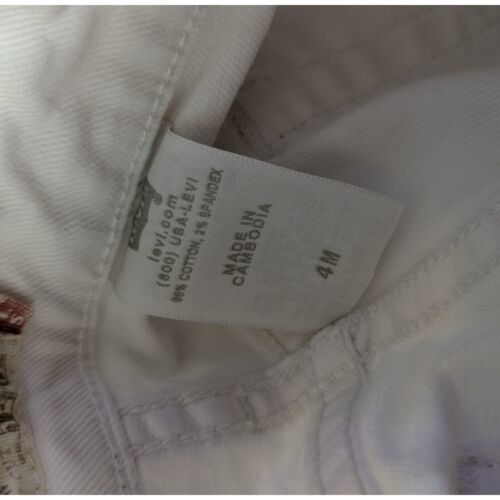 levi.com
(800) USA-LEVI
98% COTTON, 2% SPANDEX
MADE IN
CAMBODIA
4M